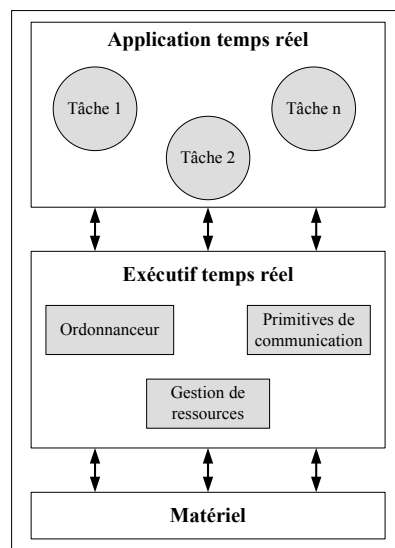 Application temps réel
Tâche 1
Tâche n
Tâche 2
Exécutif temps réel
Ordonnanceur
Primitives de
communication
Gestion de
ressources
Matériel